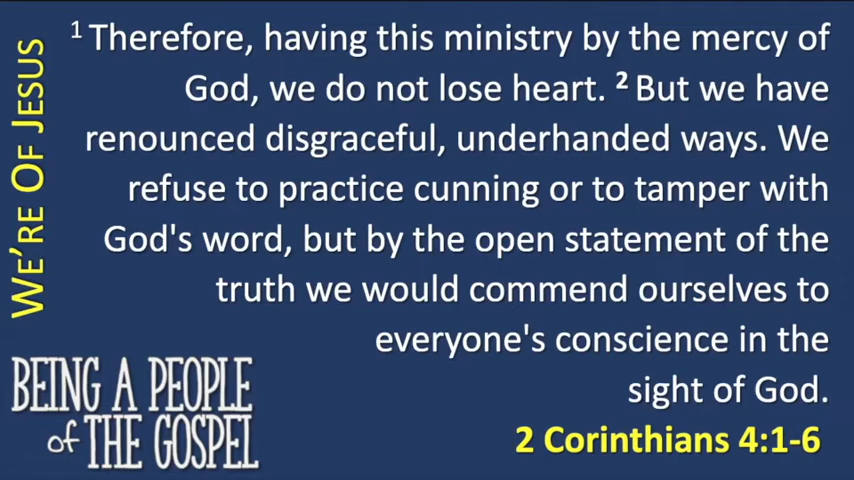 WE'RE OF JESUS
1 Therefore, having this ministry by the mercy of
God, we do not lose heart. 2 But we have
renounced disgraceful, underhanded ways. We
refuse to practice cunning or to tamper with
God's word, but by the open statement of the
truth we would commend ourselves to
everyone's conscience in the
sight of God.
BEING A PEOPLE
of THE GOSPEL
2 Corinthians 4:1-6